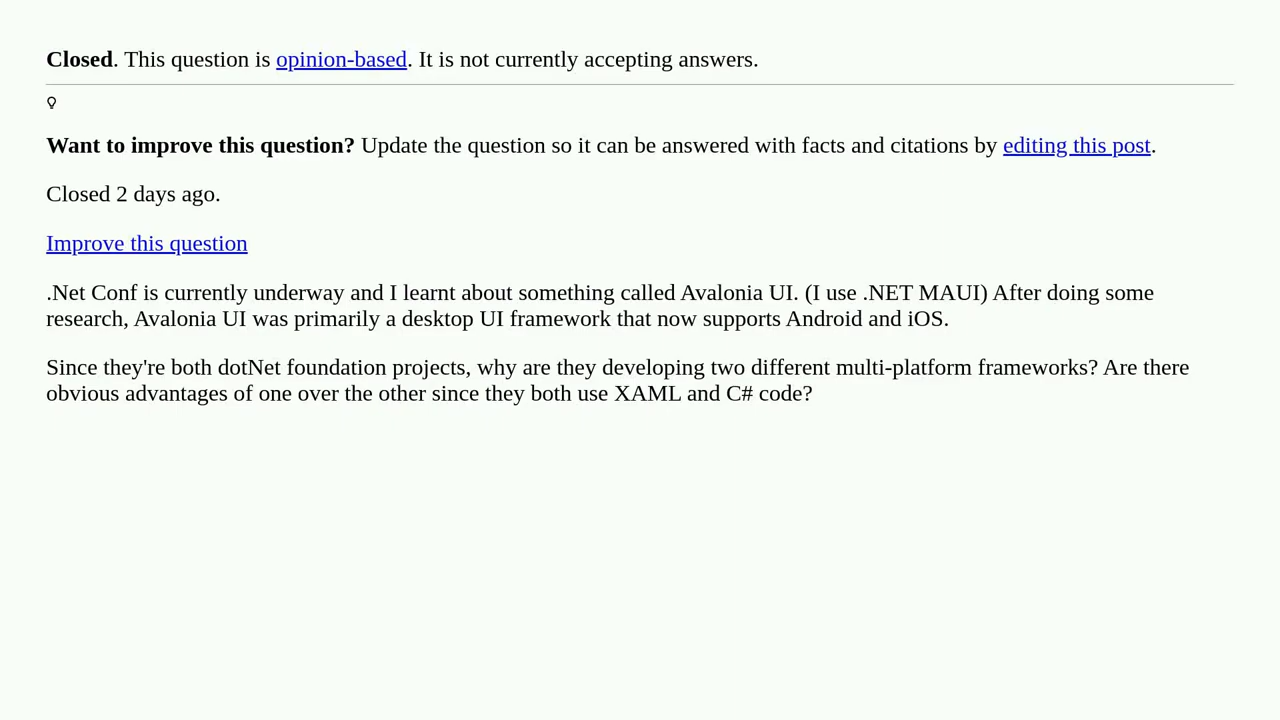 Closed. This question is opinion-based. It is not currently accepting answers.
Want to improve this question? Update the question so it can be answered with facts and citations by editing this post.
Closed 2 days ago.
Improve this question
.Net Conf is currently underway and I learnt about something called Avalonia UI. (I use .NET MAUI) After doing some
research, Avalonia UI was primarily a desktop UI framework that now supports Android and iOS.
Since they're both dotNet foundation projects, why are they developing two different multi-platform frameworks? Are there
obvious advantages of one over the other since they both use XAML and C# code?